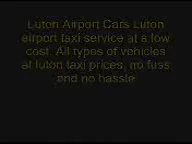 Luton Airport Cars Luton
airport taxi service at a low
cost. All types of vehicles
at luton taxi prices, no fuss
and no hassle